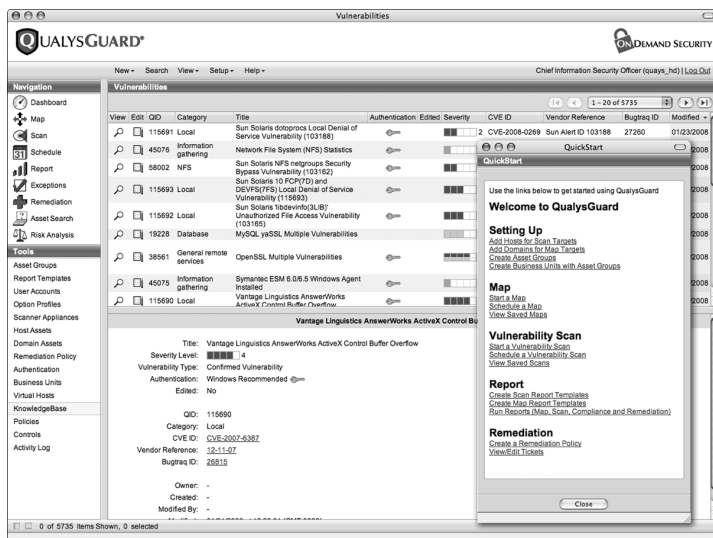 Vulnerabilities
QUALYSGUARD®
ONDEMAND SECURITY
New Search View Setup Help
Chief Information Security Officer (quays_hd) | Log Out
Navigation
Dashboard
Map
Scan
31 Schedule
Report
Exceptions
Remediation
Asset Search
Risk Analysis
Tools
Asset Groups
Report Templates
User Accounts
Option Profiles
Scanner Appliances
Host Assets
Domain Assets
Remediation Policy
Authentication
Business Units
Virtual Hosts
KnowledgeBase
Policies
Controls
Activity Log
Vulnerabilities
1 - 20 of 5735
View Edit QID Category Title Authentication Edited Severity CVE ID Vendor Reference Bugtraq ID Modified
115691 Local Sun Solaris dotoprocs Local Denial of Service Vulnerability (103188) 2 CVE-2008-0269 Sun Alert ID 103188 27260 01/23/2008
45076 Information gathering Network File System (NFS) Statistics 2008
58002 NFS Sun Solaris NFS netgroups Security Bypass Vulnerability (103162) 2008
115693 Local Sun Solaris 10 FCP(7D) and DEVFS(7FS) Local Denial of Service Vulnerability (115693) 2008
115692 Local Sun Solaris 'libdevinfo(3LIB)' Unauthorized File Access Vulnerability (103165) 2008
19228 Database MySQL yaSSL Multiple Vulnerabilities 2008
38561 General remote services OpenSSL Multiple Vulnerabilities 2008
45075 Information gathering Symantec ESM 6.0/6.5 Windows Agent Installed 2008
115690 Local Vantage Linguistics AnswerWorks ActiveX Control Buffer Overflow 2008
Vantage Linguistics AnswerWorks ActiveX Control Bu
Title: Vantage Linguistics AnswerWorks ActiveX Control Buffer Overflow
Severity Level: 4
Vulnerability Type: Confirmed Vulnerability
Authentication: Windows Recommended
Edited: No
QID: 115690
Category: Local
CVE ID: CVE-2007-6387
Vendor Reference: 12-11-07
Bugtraq ID: 26815
Owner: -
Created: -
Modified By: -
0 of 5735 Items Shown, 0 selected
QuickStart
QuickStart
Use the links below to get started using QualysGuard
Welcome to QualysGuard
Setting Up
Add Hosts for Scan Targets
Add Domains for Map Targets
Create Asset Groups
Create Business Units with Asset Groups
Map
Start a Map
Schedule a Map
View Saved Maps
Vulnerability Scan
Start a Vulnerability Scan
Schedule a Vulnerability Scan
View Saved Scans
Report
Create Scan Report Templates
Create Map Report Templates
Run Reports (Map, Scan, Compliance and Remediation)
Remediation
Create a Remediation Policy
View/Edit Tickets
Close